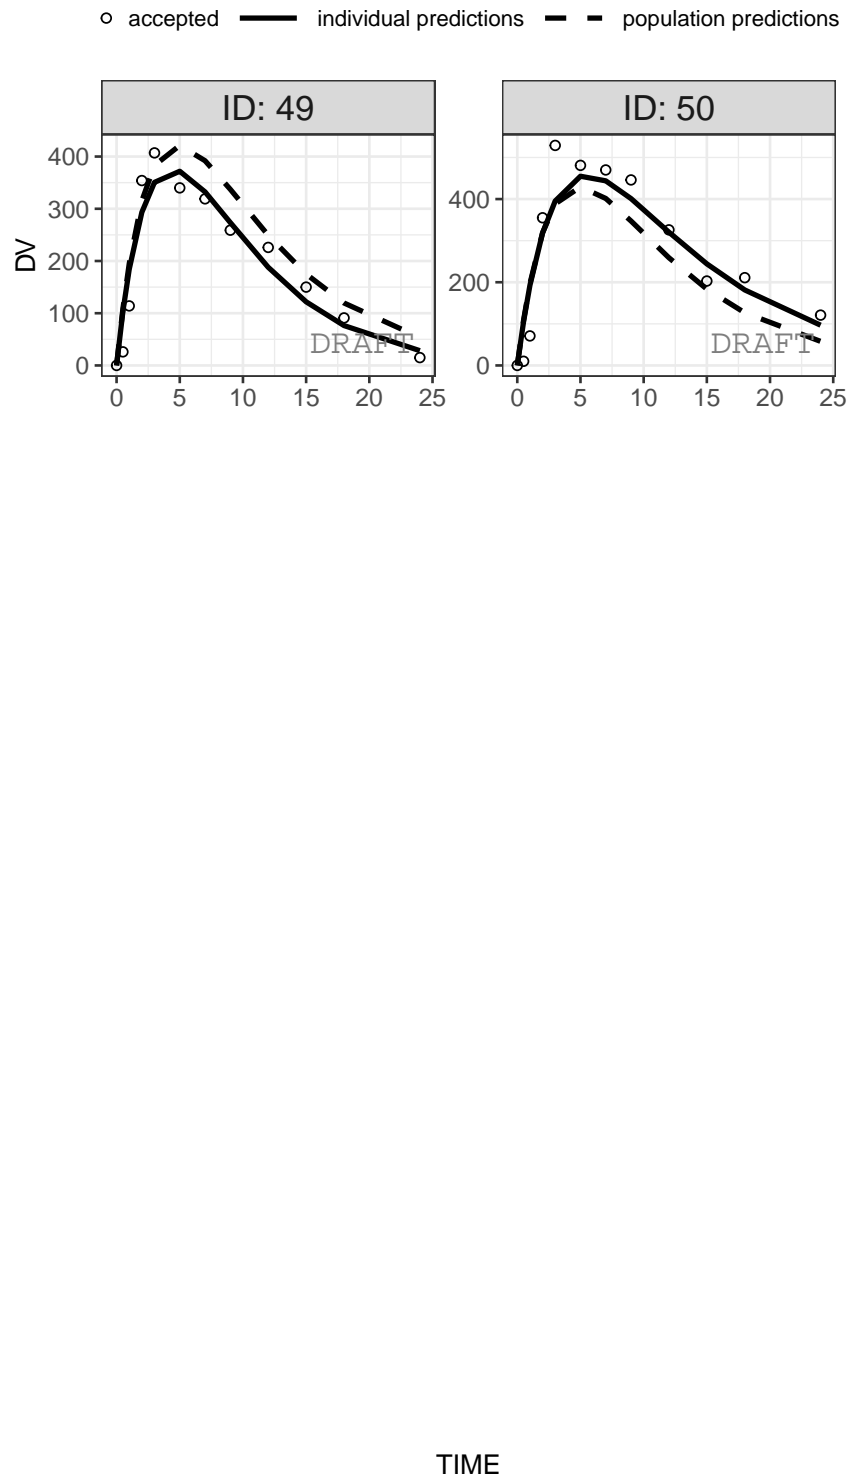 accepted individual predictions population predictions
ID: 49 ID: 50
DV
400
300
200
100
0
0 5 10 15 20 25
DRAFT
400
200
0
0 5 10 15 20 25
DRAFT
TIME